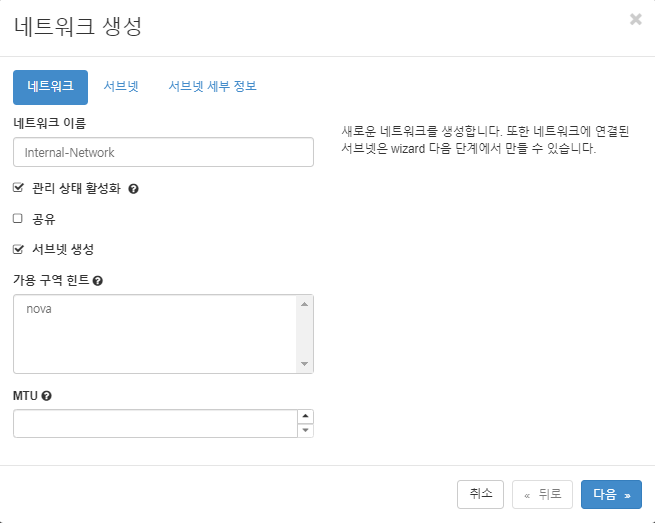 네트워크 생성
네트워크 서브넷 서브넷 세부 정보
네트워크 이름
Internal-Network
관리 상태 활성화
공유
서브넷 생성
가용 구역 힌트
nova
MTU
새로운 네트워크를 생성합니다. 또한 네트워크에 연결된
서브넷은 wizard 다음 단계에서 만들 수 있습니다.
취소 « 뒤로 다음 »